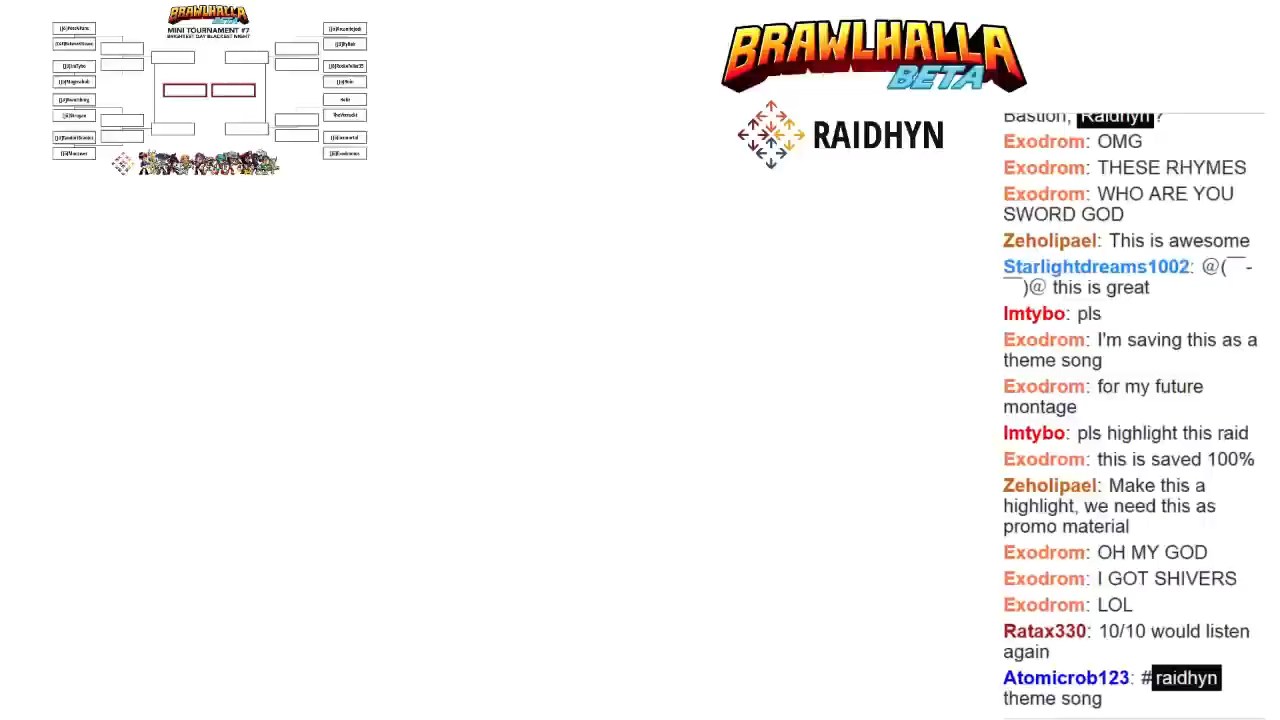 BRAWLHALLA
BETA
MINI TOURNAMENT #7
BRIGHTEST DAY BLACKEST NIGHT
BRAWLHALLA
BETA
RAIDHYN
Bastion, Raidhyn?
Exodrom: OMG
Exodrom: THESE RHYMES
Exodrom: WHO ARE YOU
SWORD GOD
Zeholipael: This is awesome
Starlightdreams1002: @(¯-
¯)@ this is great
Imtybo: pls
Exodrom: I'm saving this as a
theme song
Exodrom: for my future
montage
Imtybo: pls highlight this raid
Exodrom: this is saved 100%
Zeholipael: Make this a
highlight, we need this as
promo material
Exodrom: OH MY GOD
Exodrom: I GOT SHIVERS
Exodrom: LOL
Ratax330: 10/10 would listen
again
Atomicrob123: #raidhyn
theme song